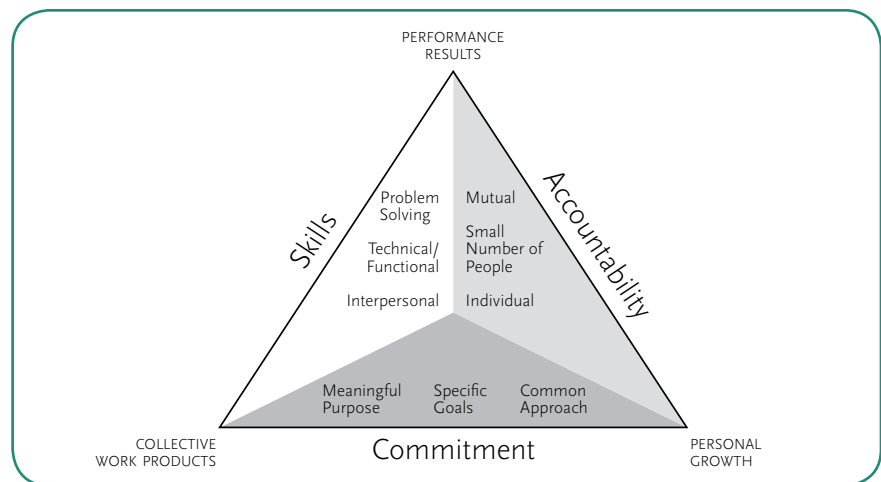 PERFORMANCE
RESULTS
Skills
Problem
Solving
Technical/
Functional
Interpersonal
Mutual
Small
Number of
People
Individual
Accountability
Meaningful
Purpose
Specific
Goals
Common
Approach
COLLECTIVE
WORK PRODUCTS
Commitment
PERSONAL
GROWTH